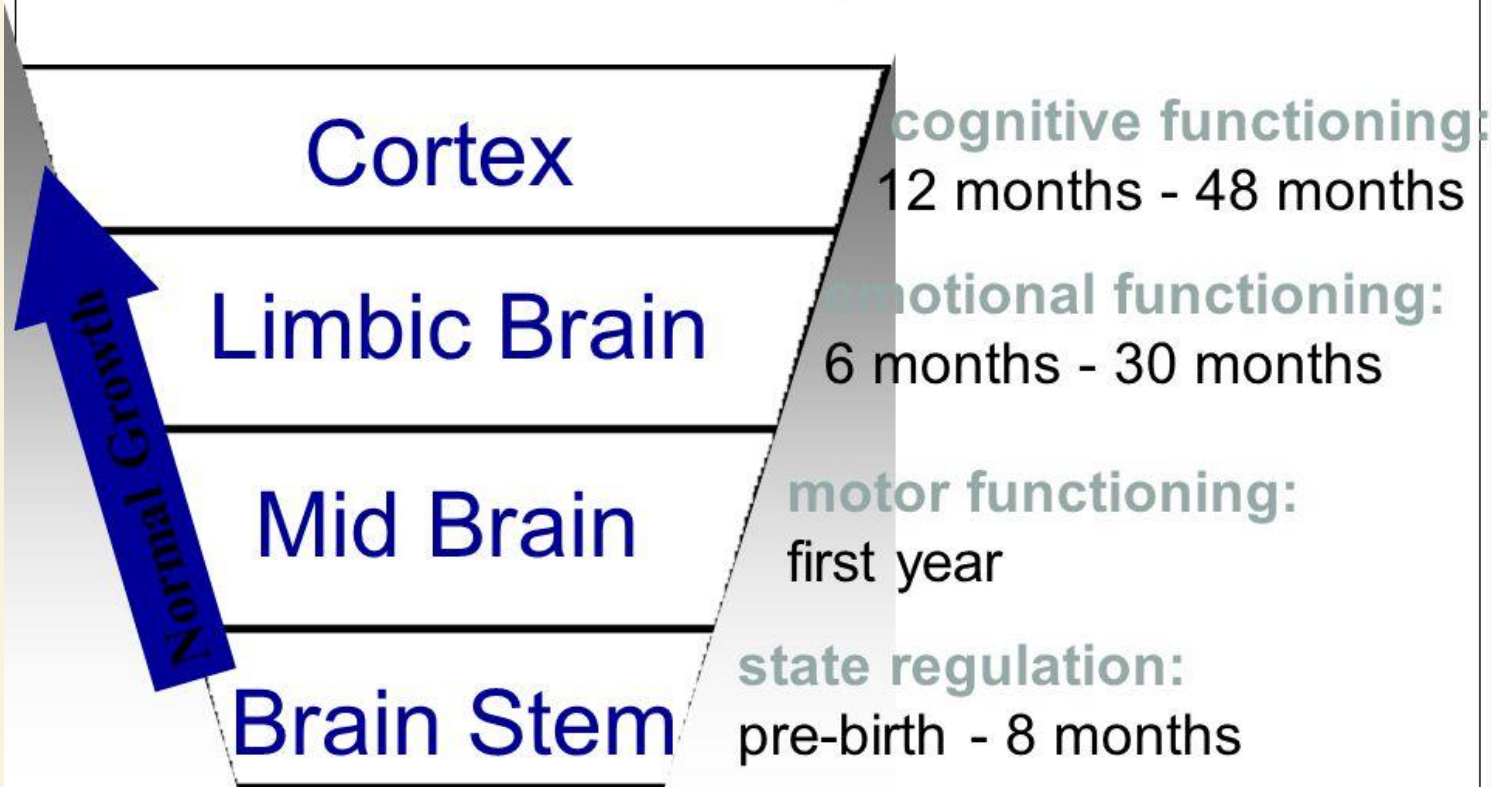 Cortex
cognitive functioning:
12 months - 48 months
Limbic Brain
emotional functioning:
6 months - 30 months
Mid Brain
motor functioning:
first year
Brain Stem
state regulation:
pre-birth - 8 months
Normal Growth